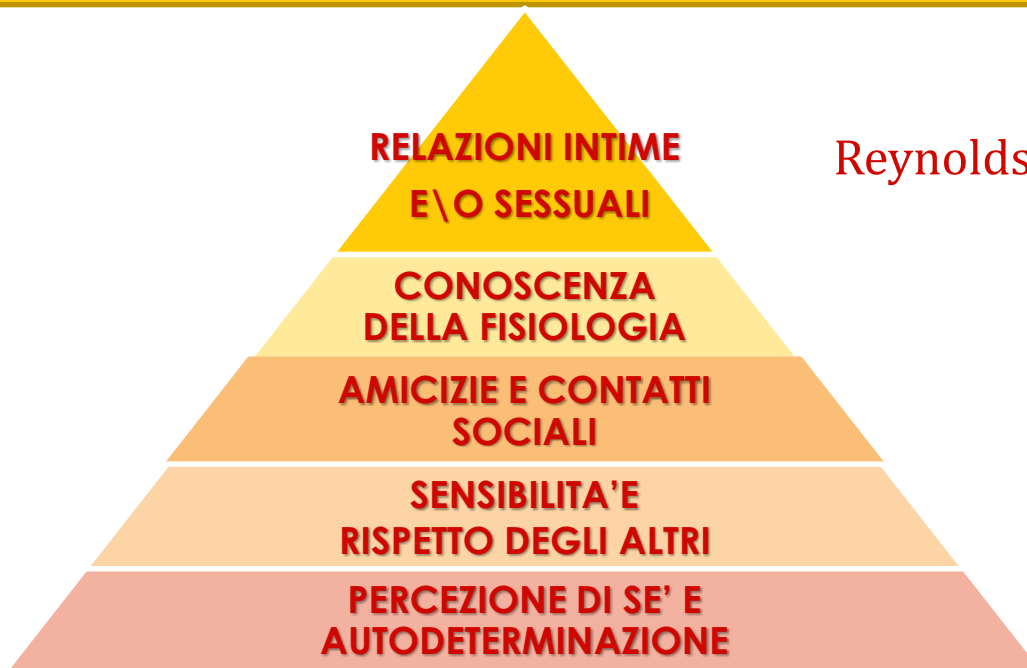 RELAZIONI INTIME
E\O SESSUALI
Reynolds
CONOSCENZA
DELLA FISIOLOGIA
AMICIZIE E CONTATTI
SOCIALI
SENSIBILITA’E
RISPETTO DEGLI ALTRI
PERCEZIONE DI SE’ E
AUTODETERMINAZIONE